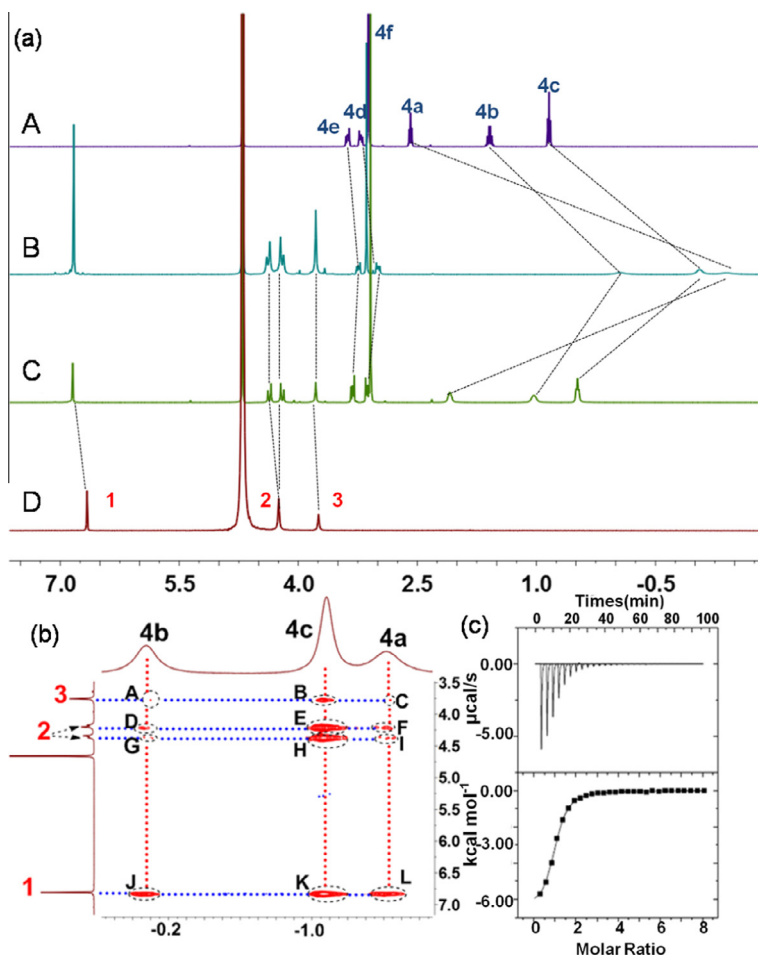 (a)
4f
4e 4d 4a 4b 4c
A
B
C
D
1 2 3
7.0 5.5 4.0 2.5 1.0 -0.5
(b)
4b 4c 4a
3 A B C 3.5
2 D E F 4.0
G H I 4.5
5.0
5.5
6.0
6.5
1 J K L 7.0
-0.2 -1.0
(c)
Times(min)
0 20 40 60 80 100
0.00
-5.00
μcal/s
0.00
-3.00
-6.00
kcal mol⁻¹
0 2 4 6 8
Molar Ratio